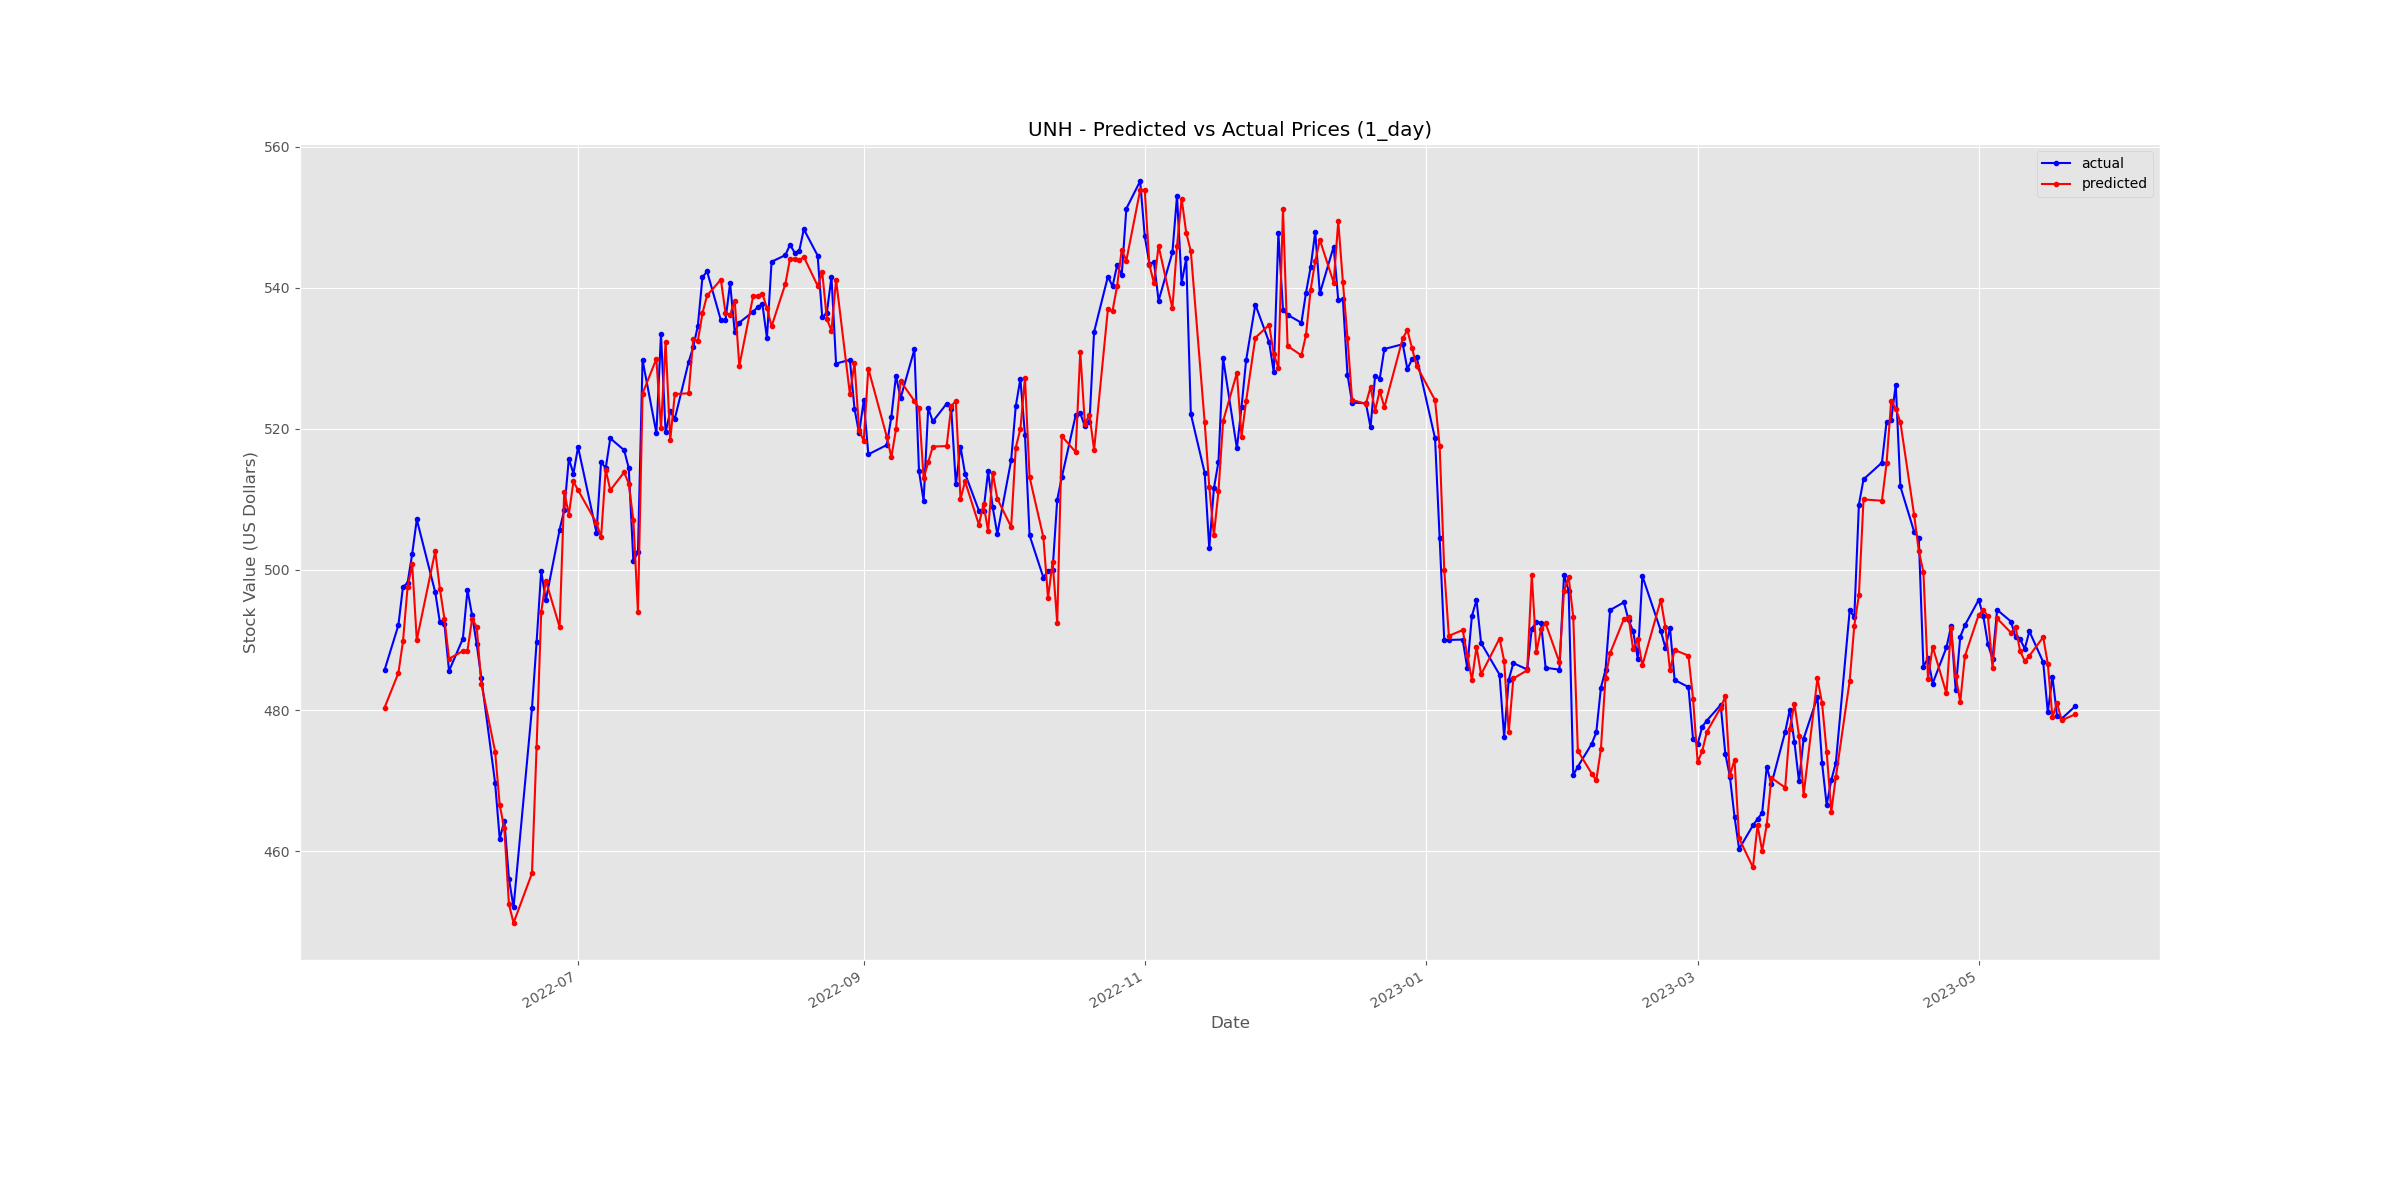 UNH - Predicted vs Actual Prices (1_day)
actual
predicted
Stock Value (US Dollars)
560
540
520
500
480
460
2022-07
2022-09
2022-11
2023-01
2023-03
2023-05
Date